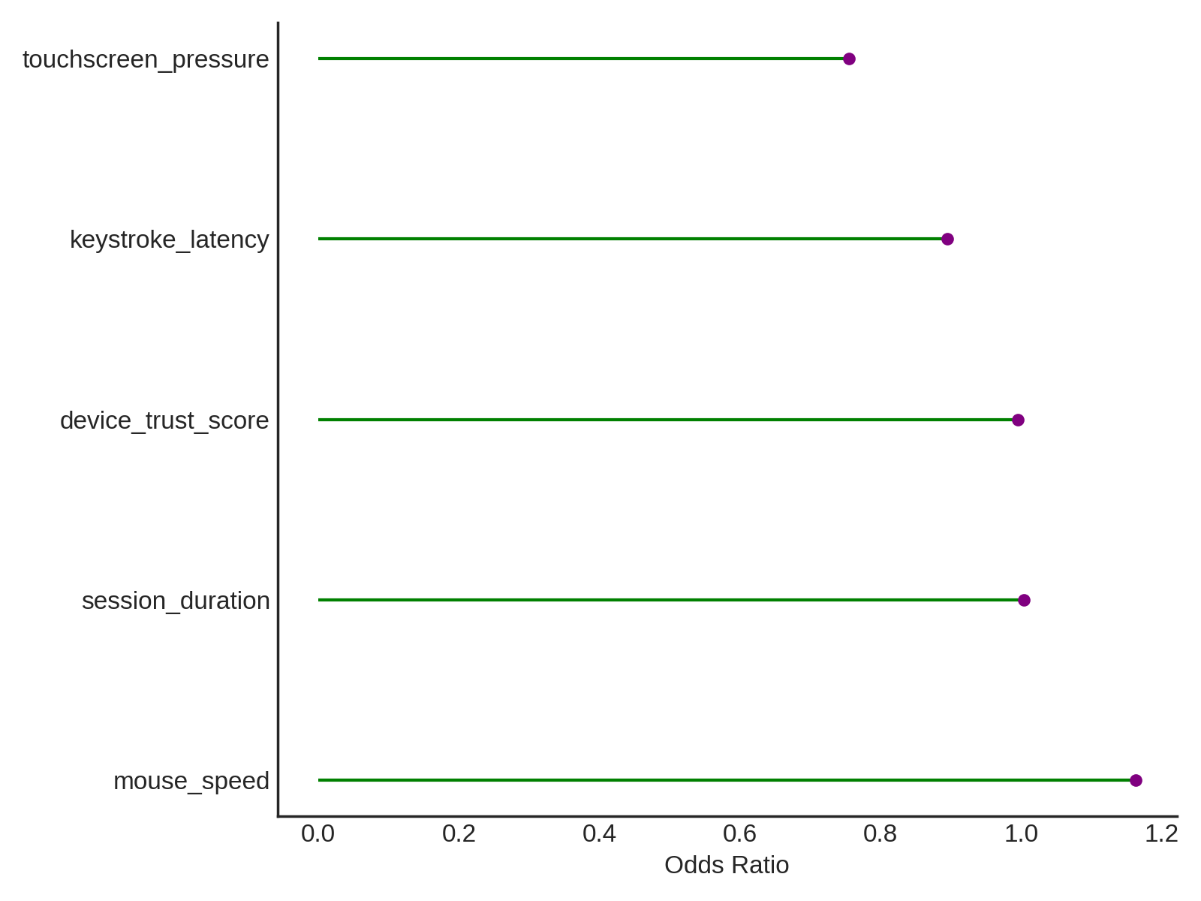 touchscreen_pressure
keystroke_latency
device_trust_score
session_duration
mouse_speed
0.0 0.2 0.4 0.6 0.8 1.0 1.2
Odds Ratio